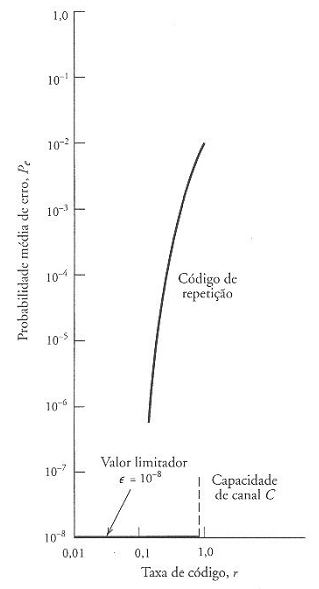 1,0
10⁻¹
10⁻²
10⁻³
10⁻⁴
10⁻⁵
10⁻⁶
10⁻⁷
10⁻⁸
Probabilidade média de erro, Pₑ
Código de
repetição
Valor limitador
ϵ = 10⁻⁸
Capacidade
de canal C
0,01 0,1 1,0
Taxa de código, r